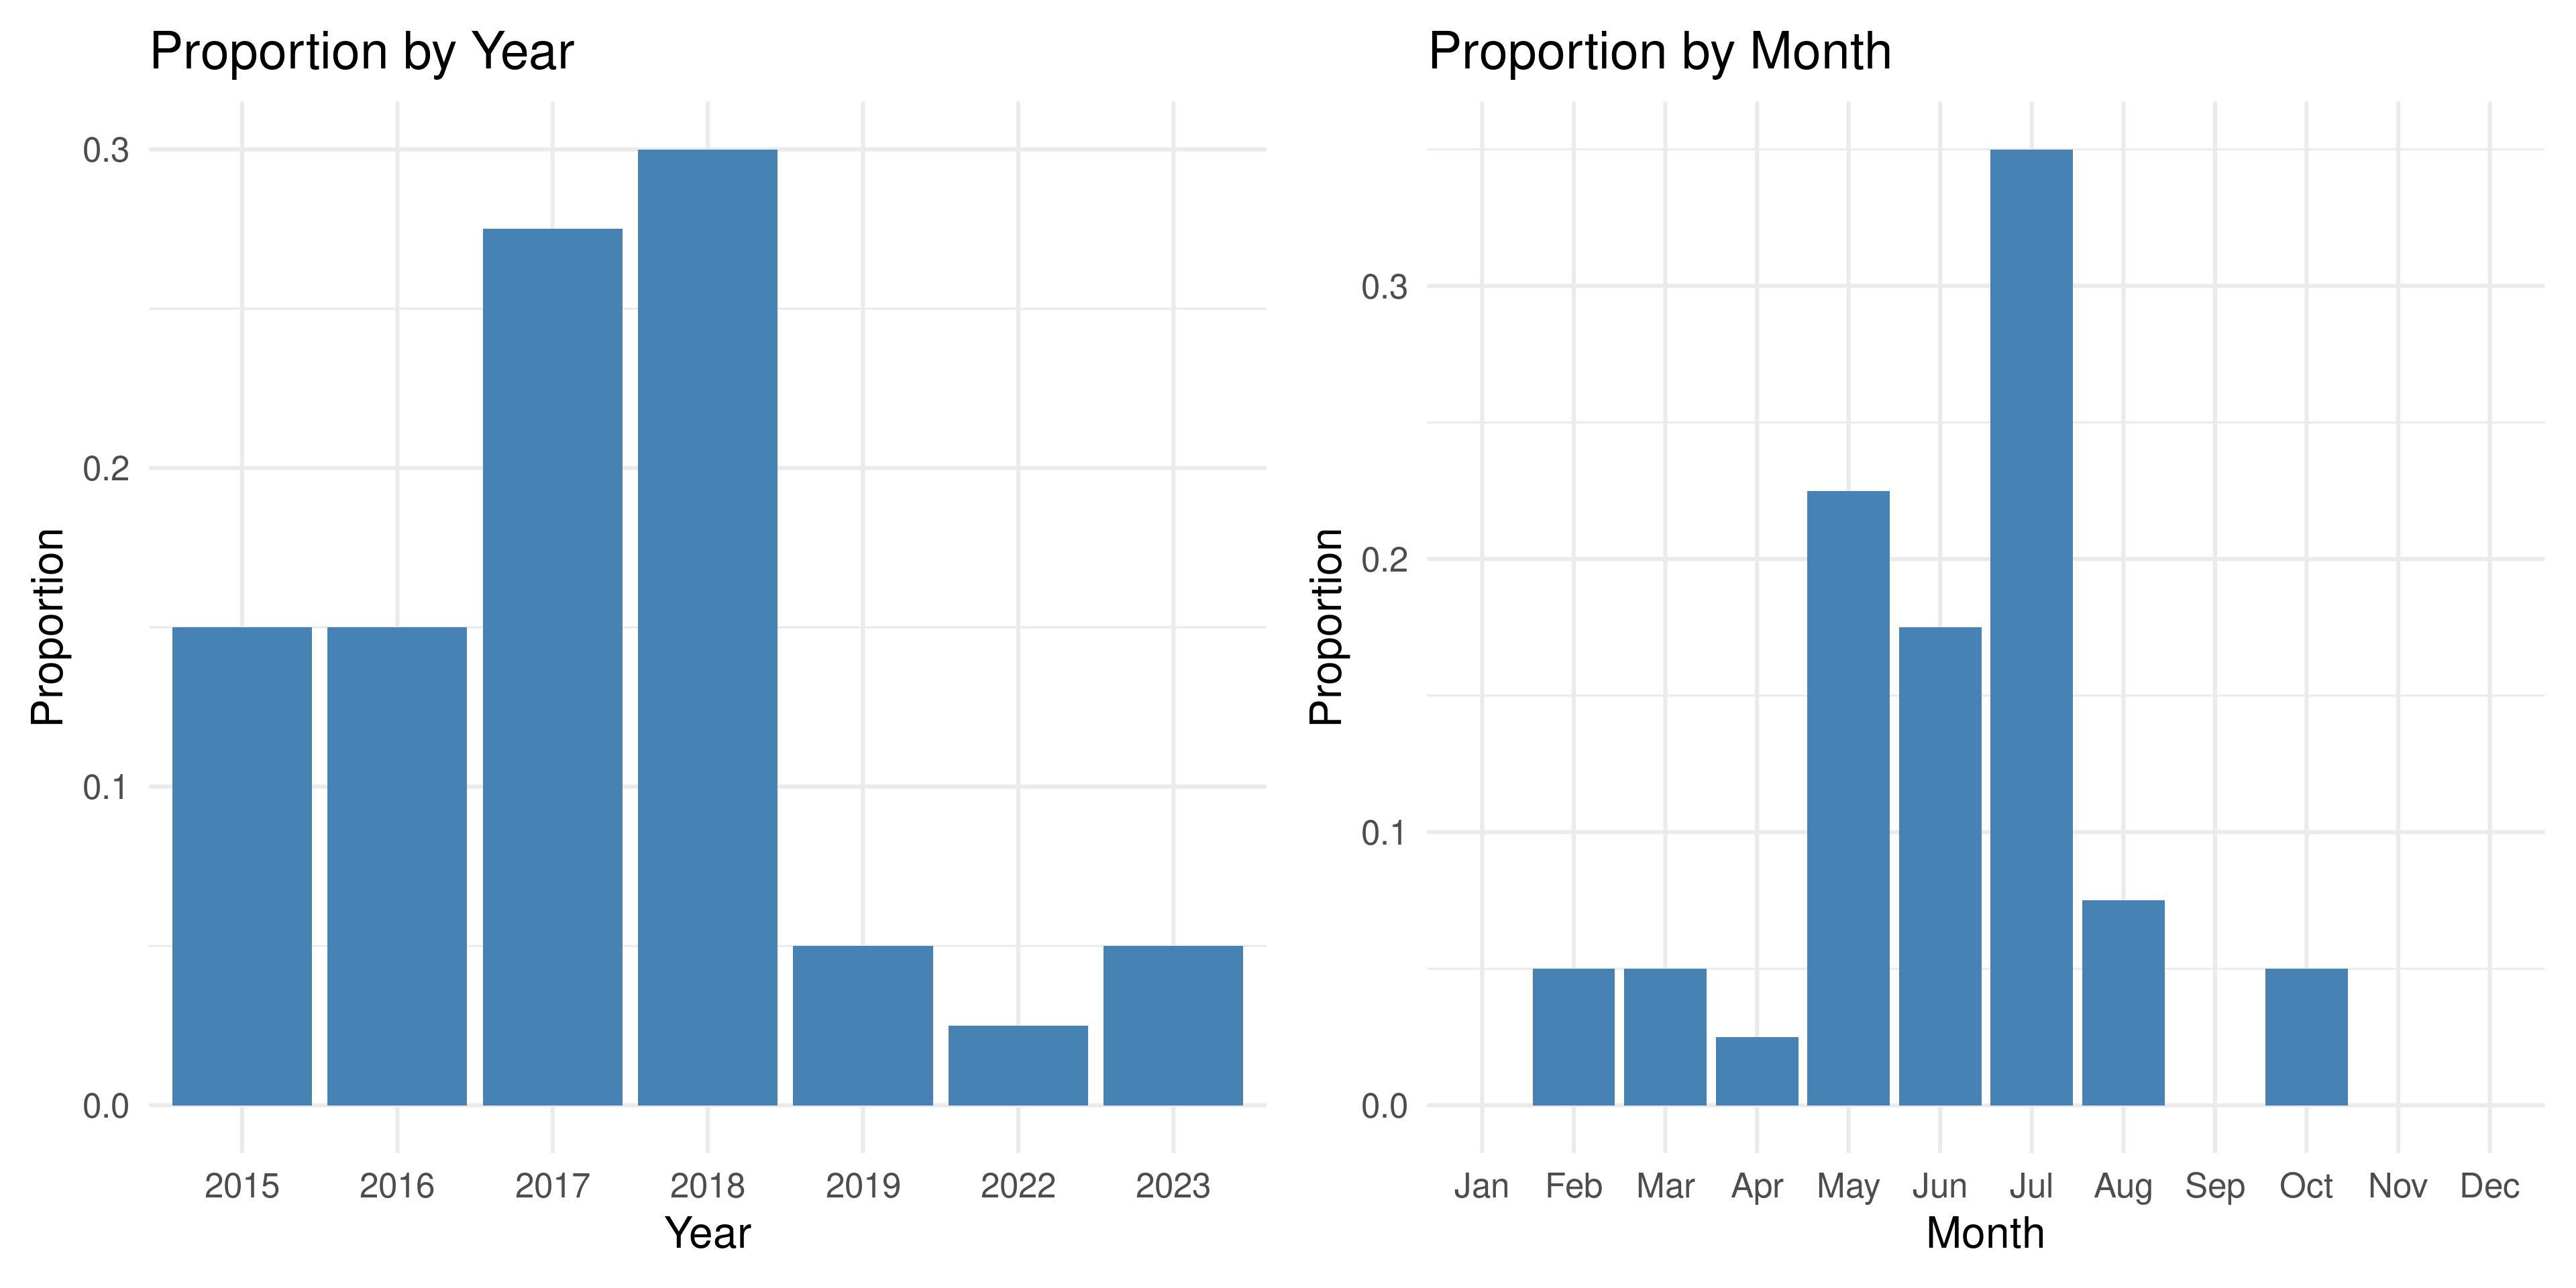 Proportion by Year
Proportion
0.3
0.2
0.1
0.0
2015 2016 2017 2018 2019 2022 2023
Year
Proportion by Month
Proportion
0.3
0.2
0.1
0.0
Jan Feb Mar Apr May Jun Jul Aug Sep Oct Nov Dec
Month